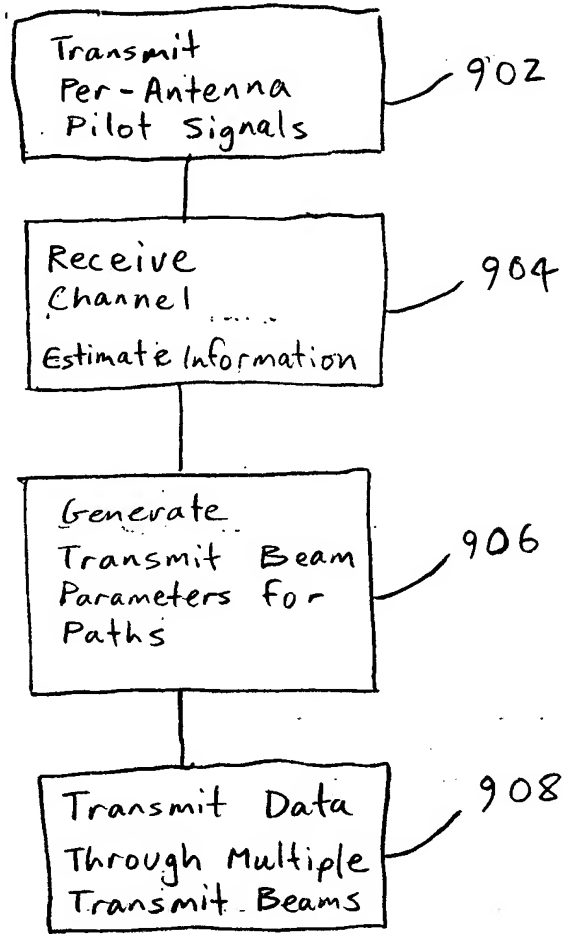 Transmit
Per-Antenna
Pilot Signals
902
Receive
Channel
Estimate Information
904
Generate
Transmit Beam
Parameters for
Paths
906
Transmit Data
Through Multiple
Transmit Beams
908